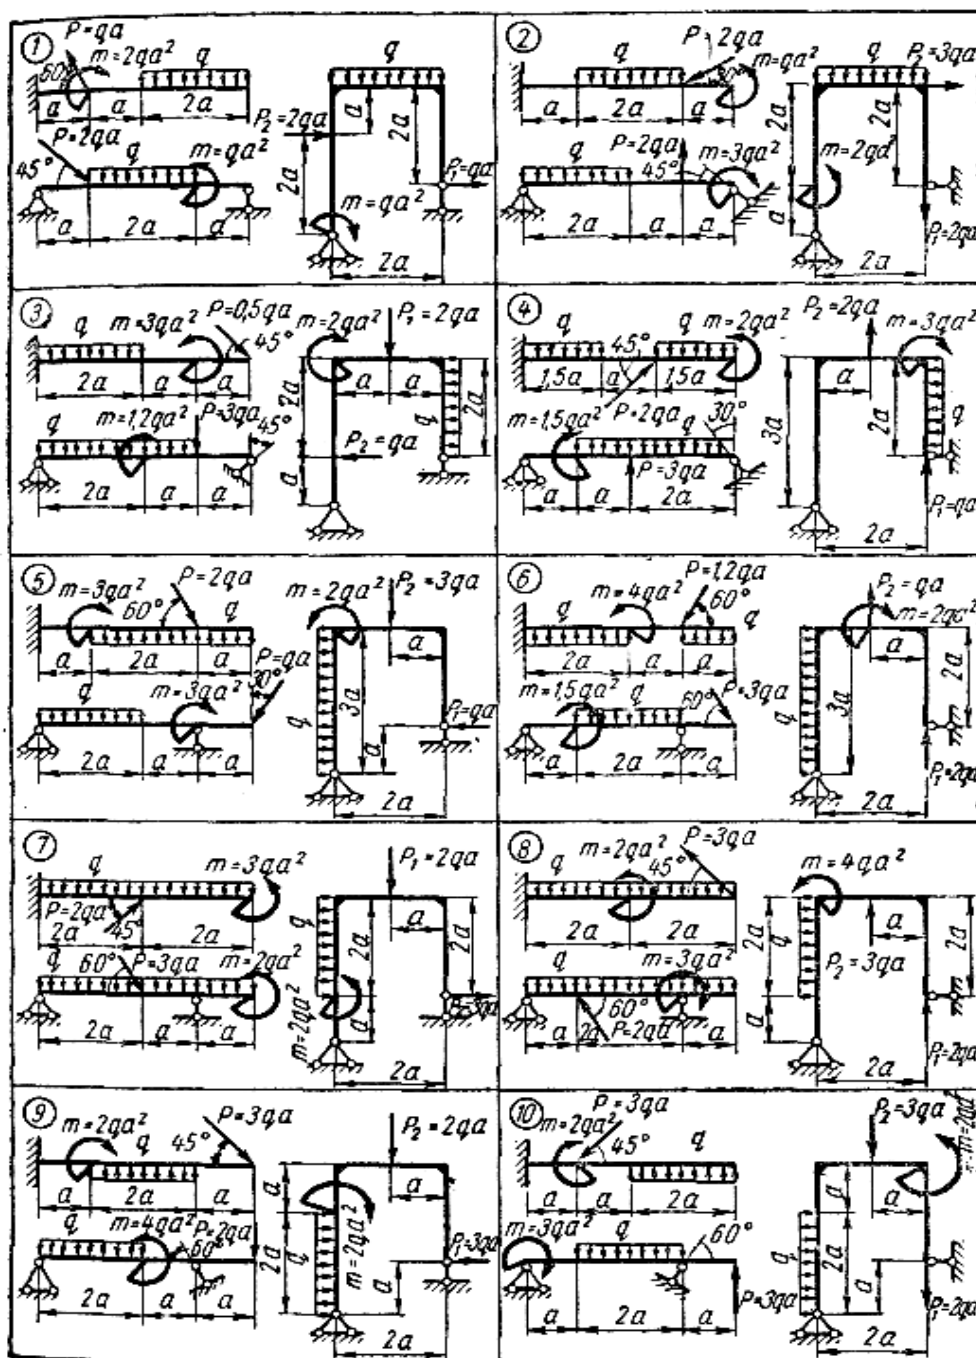 1
P=qa
60°
m=2qa²
q
a
a
2a
P=2qa
45°
q
m=qa²
a
2a
a
q
a
2a
P₂=2qa
2a
P₁=qa
m=qa²
2a
2
q
P=2qa
30°
m=qa²
a
2a
a
q
P=2qa
45°
m=3qa²
2a
a
a
q
P₂=3qa
2a
2a
m=2qa²
a
P₁=2qa
2a
3
q
m=3qa²
P=0,5qa
45°
2a
a
a
q
m=1,2qa²
P=3qa
45°
2a
a
a
m=2qa²
P₁=2qa
2a
a
a
q
2a
P₂=qa
a
2a
4
q
q
m=2qa²
45°
1,5a
a
1,5a
P=2qa
m=1,5qa²
q
30°
P=3qa
a
a
2a
P₂=2qa
m=3qa²
a
3a
2a
q
P₁=qa
2a
5
m=3qa²
60°
P=2qa
q
a
2a
a
q
m=3qa²
P=qa
30°
2a
a
a
m=2qa²
P₂=3qa
a
q
3a
P₁=qa
a
2a
6
q
m=4qa²
P=1,2qa
60°
q
2a
a
a
m=1,5qa²
q
60°
P=3qa
a
2a
a
P₂=qa
m=2qa²
a
q
3a
2a
P₁=2qa
2a
7
q
m=3qa²
P=2qa
45°
2a
2a
60°
P=3qa
q
m=2qa²
2a
a
a
P₁=2qa
q
a
2a
2a
m=2qa²
a
2a
8
q
m=2qa²
45°
P=3qa
2a
2a
q
m=3qa²
60°
P=2qa
a
2a
a
m=4qa²
q
2a
a
2a
P₂=3qa
a
P₁=2qa
2a
9
m=2qa²
q
45°
P=3qa
a
2a
a
q
m=4qa²
P=2qa
60°
2a
a
a
P₂=2qa
a
a
m=2qa²
q
2a
P₁=3qa
a
2a
10
m=2qa²
P=3qa
45°
q
a
a
2a
m=3qa²
q
60°
P=3qa
a
2a
a
P₂=3qa
m=2qa²
a
a
q
2a
a
P₁=2qa
2a